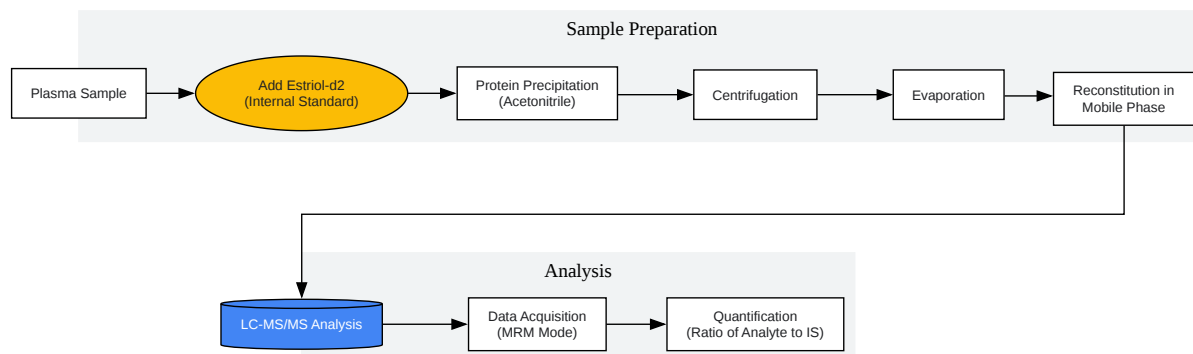 Sample Preparation
Plasma Sample
Add Estriol-d2
(Internal Standard)
Protein Precipitation
(Acetonitrile)
Centrifugation
Evaporation
Reconstitution in
Mobile Phase
Analysis
LC-MS/MS Analysis
Data Acquisition
(MRM Mode)
Quantification
(Ratio of Analyte to IS)